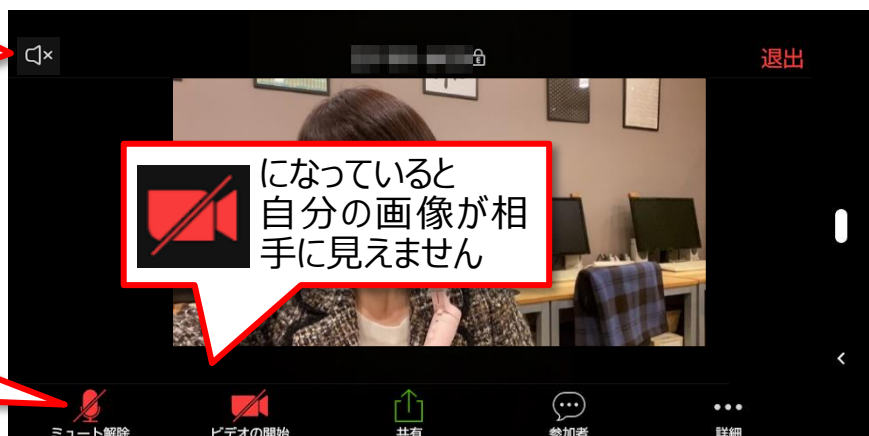 退出
になっていると
自分の画像が相
手に見えません
ミュート解除
ビデオの開始
共有
参加者
詳細